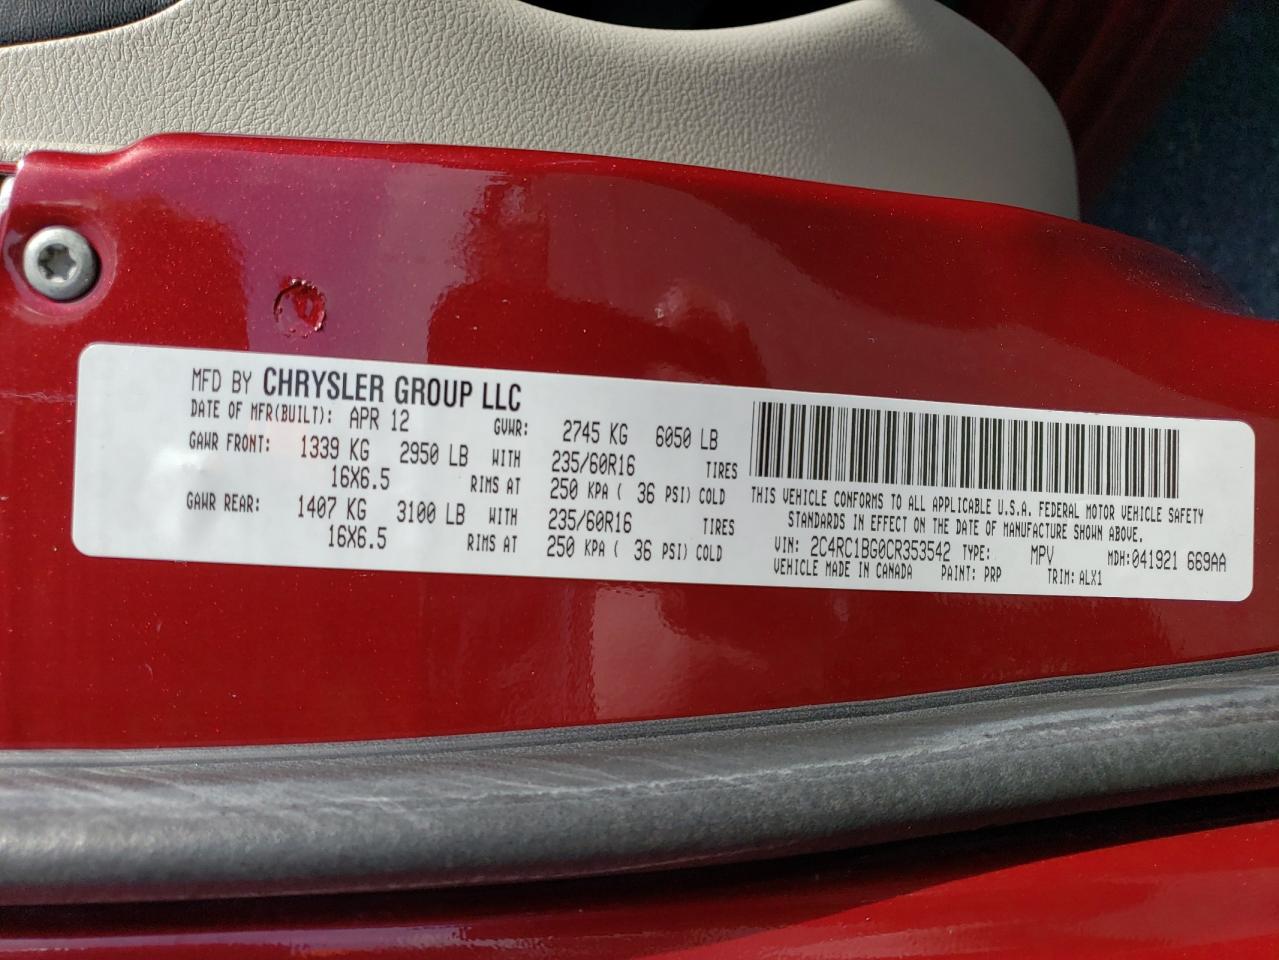 MFD BY CHRYSLER GROUP LLC
DATE OF MFR(BUILT): APR 12 GVWR: 2745 KG 6050 LB
GAWR FRONT: 1339 KG 2950 LB WITH 235/60R16 TIRES
16X6.5 RIMS AT 250 KPA ( 36 PSI) COLD
GAWR REAR: 1407 KG 3100 LB WITH 235/60R16 TIRES
16X6.5 RIMS AT 250 KPA ( 36 PSI) COLD
THIS VEHICLE CONFORMS TO ALL APPLICABLE U.S.A. FEDERAL MOTOR VEHICLE SAFETY
STANDARDS IN EFFECT ON THE DATE OF MANUFACTURE SHOWN ABOVE.
VIN: 2C4RC1BG0CR353542 TYPE: MPV MDH:041921 669AA
VEHICLE MADE IN CANADA PAINT: PRP TRIM: ALX1